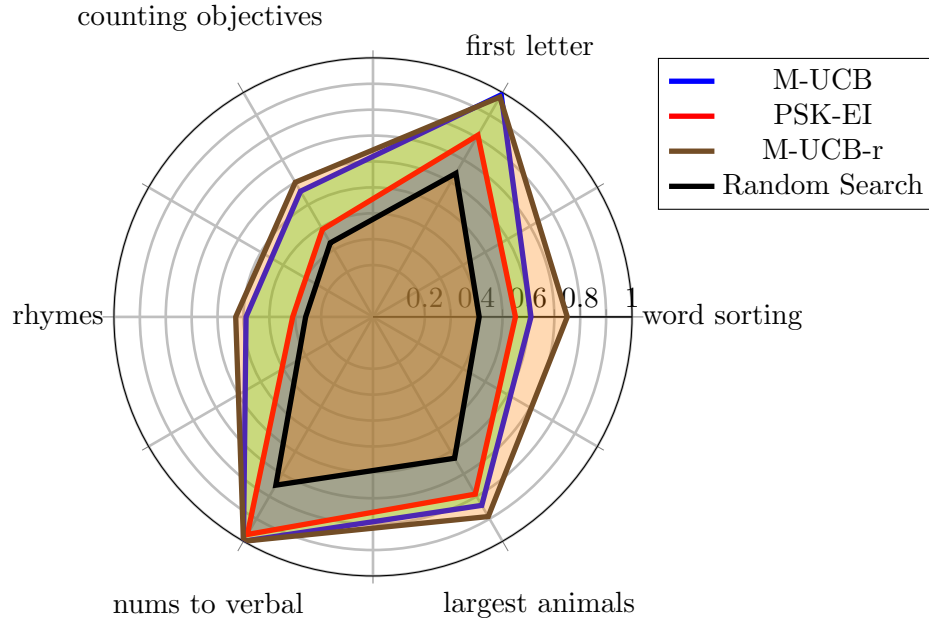 counting objectives
first letter
M-UCB
PSK-EI
M-UCB-r
Random Search
0.2 0.4 0.6 0.8 1
rhymes
word sorting
nums to verbal
largest animals